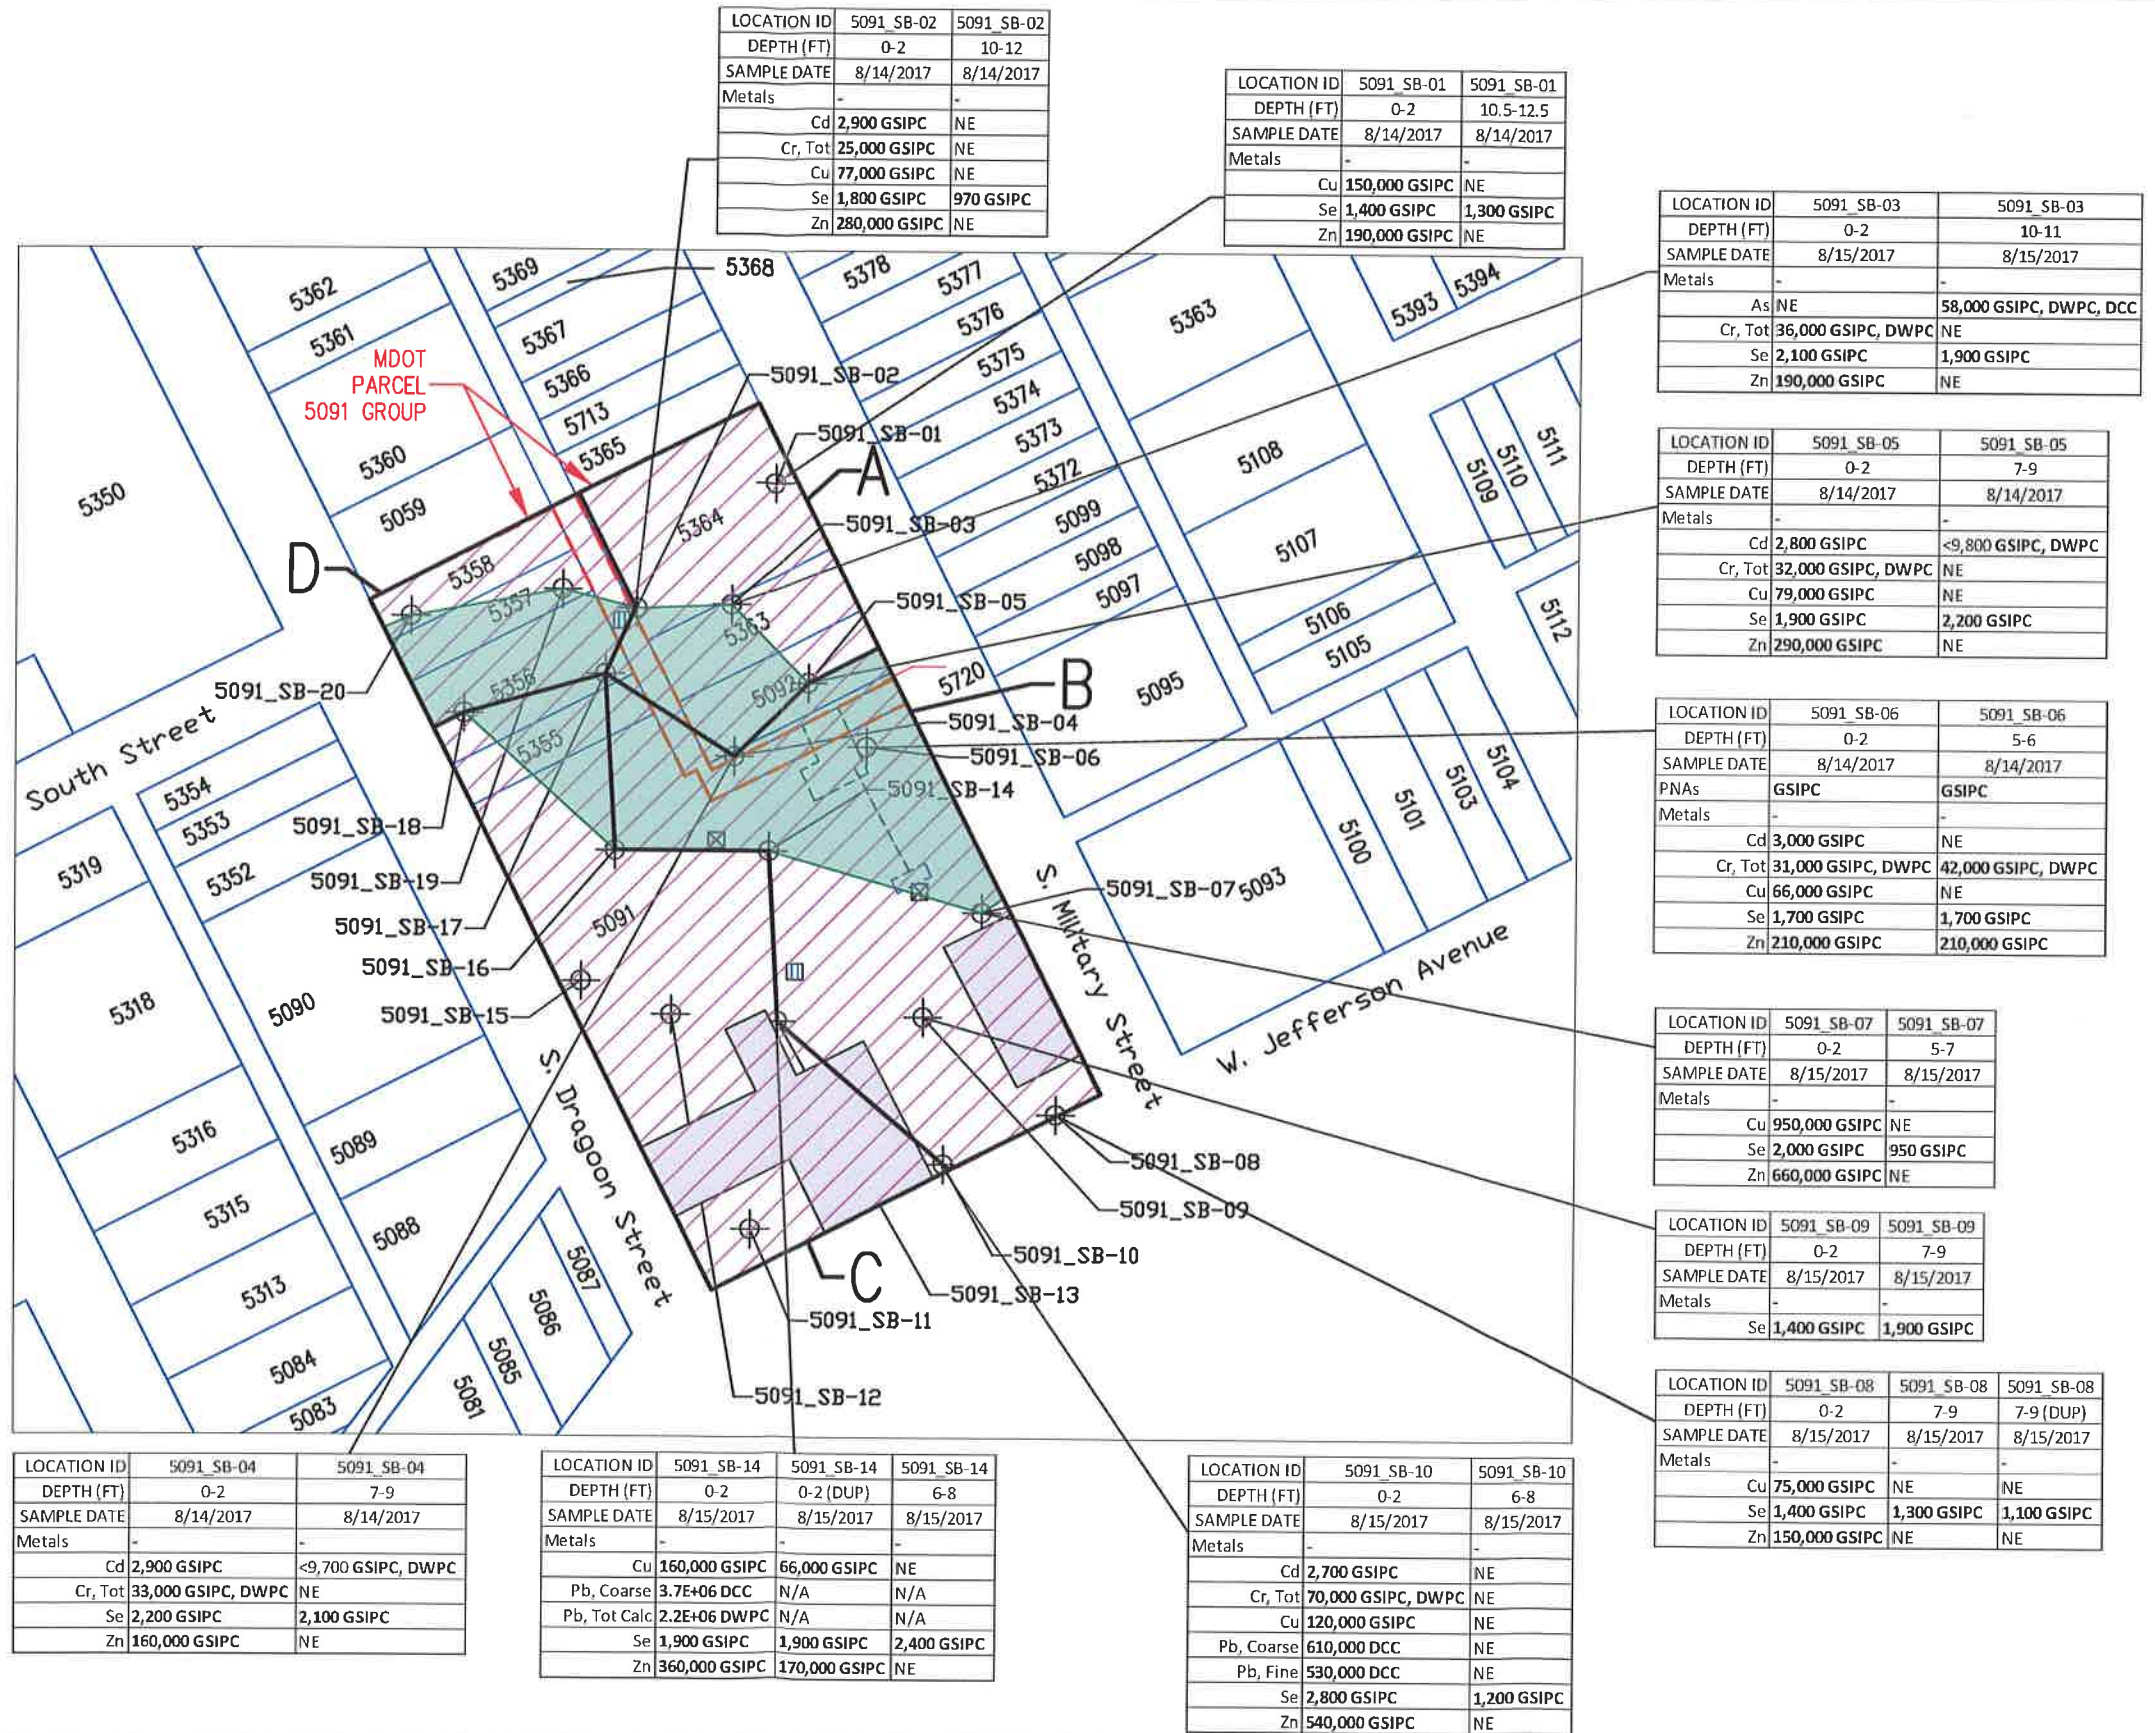 LOCATION ID 5091_SB-02 5091_SB-02
DEPTH (FT) 0-2 10-12
SAMPLE DATE 8/14/2017 8/14/2017
Metals - -
Cd 2,900 GSIPC NE
Cr, Tot 25,000 GSIPC NE
Cu 77,000 GSIPC NE
Se 1,800 GSIPC 970 GSIPC
Zn 280,000 GSIPC NE
LOCATION ID 5091_SB-01 5091_SB-01
DEPTH (FT) 0-2 10.5-12.5
SAMPLE DATE 8/14/2017 8/14/2017
Metals - -
Cu 150,000 GSIPC NE
Se 1,400 GSIPC 1,300 GSIPC
Zn 190,000 GSIPC NE
LOCATION ID 5091_SB-03 5091_SB-03
DEPTH (FT) 0-2 10-11
SAMPLE DATE 8/15/2017 8/15/2017
Metals - -
As NE 58,000 GSIPC, DWPC, DCC
Cr, Tot 36,000 GSIPC, DWPC NE
Se 2,100 GSIPC 1,900 GSIPC
Zn 190,000 GSIPC NE
LOCATION ID 5091_SB-05 5091_SB-05
DEPTH (FT) 0-2 7-9
SAMPLE DATE 8/14/2017 8/14/2017
Metals - -
Cd 2,800 GSIPC <9,800 GSIPC, DWPC
Cr, Tot 32,000 GSIPC, DWPC NE
Cu 79,000 GSIPC NE
Se 1,900 GSIPC 2,200 GSIPC
Zn 290,000 GSIPC NE
LOCATION ID 5091_SB-06 5091_SB-06
DEPTH (FT) 0-2 5-6
SAMPLE DATE 8/14/2017 8/14/2017
PNAs GSIPC GSIPC
Metals - -
Cd 3,000 GSIPC NE
Cr, Tot 31,000 GSIPC, DWPC 42,000 GSIPC, DWPC
Cu 66,000 GSIPC NE
Se 1,700 GSIPC 1,700 GSIPC
Zn 210,000 GSIPC 210,000 GSIPC
LOCATION ID 5091_SB-07 5091_SB-07
DEPTH (FT) 0-2 5-7
SAMPLE DATE 8/15/2017 8/15/2017
Metals - -
Cu 950,000 GSIPC NE
Se 2,000 GSIPC 950 GSIPC
Zn 660,000 GSIPC NE
LOCATION ID 5091_SB-09 5091_SB-09
DEPTH (FT) 0-2 7-9
SAMPLE DATE 8/15/2017 8/15/2017
Metals - -
Se 1,400 GSIPC 1,900 GSIPC
LOCATION ID 5091_SB-08 5091_SB-08 5091_SB-08
DEPTH (FT) 0-2 7-9 7-9 (DUP)
SAMPLE DATE 8/15/2017 8/15/2017 8/15/2017
Metals - - -
Cu 75,000 GSIPC NE NE
Se 1,400 GSIPC 1,300 GSIPC 1,100 GSIPC
Zn 150,000 GSIPC NE NE
5362
5369
5368
5378
5377
5393
5394
5361
5367
5376
5363
MDOT
PARCEL
5091 GROUP
5366
5375
5713
5374
5365
5373
5372
5108
5109
5110
5111
5350
5360
5059
5099
5098
5097
5107
5106
5105
5112
5720
5095
5091_SB-02
5091_SB-01
A
5091_SB-03
5364
D
5358
5357
5363
5091_SB-05
5092
B
5091_SB-04
5091_SB-06
5091_SB-14
5356
5355
5091_SB-20
South Street
5354
5353
5352
5319
5091_SB-18
5091_SB-19
5091_SB-17
5091_SB-16
5091_SB-15
5091
5091_SB-07
5093
5100
5101
5103
5104
S. Military Street
W. Jefferson Avenue
5318
5090
5316
5089
5315
5088
5313
5087
5086
5085
5084
5083
5081
S. Dragoon Street
5091_SB-08
5091_SB-09
5091_SB-10
C
5091_SB-13
5091_SB-11
5091_SB-12
LOCATION ID 5091_SB-04 5091_SB-04
DEPTH (FT) 0-2 7-9
SAMPLE DATE 8/14/2017 8/14/2017
Metals - -
Cd 2,900 GSIPC <9,700 GSIPC, DWPC
Cr, Tot 33,000 GSIPC, DWPC NE
Se 2,200 GSIPC 2,100 GSIPC
Zn 160,000 GSIPC NE
LOCATION ID 5091_SB-14 5091_SB-14 5091_SB-14
DEPTH (FT) 0-2 0-2 (DUP) 6-8
SAMPLE DATE 8/15/2017 8/15/2017 8/15/2017
Metals - - -
Cu 160,000 GSIPC 66,000 GSIPC NE
Pb, Coarse 3.7E+06 DCC N/A N/A
Pb, Tot Calc 2.2E+06 DWPC N/A N/A
Se 1,900 GSIPC 1,900 GSIPC 2,400 GSIPC
Zn 360,000 GSIPC 170,000 GSIPC NE
LOCATION ID 5091_SB-10 5091_SB-10
DEPTH (FT) 0-2 6-8
SAMPLE DATE 8/15/2017 8/15/2017
Metals - -
Cd 2,700 GSIPC NE
Cr, Tot 70,000 GSIPC, DWPC NE
Cu 120,000 GSIPC NE
Pb, Coarse 610,000 DCC NE
Pb, Fine 530,000 DCC NE
Se 2,800 GSIPC 1,200 GSIPC
Zn 540,000 GSIPC NE